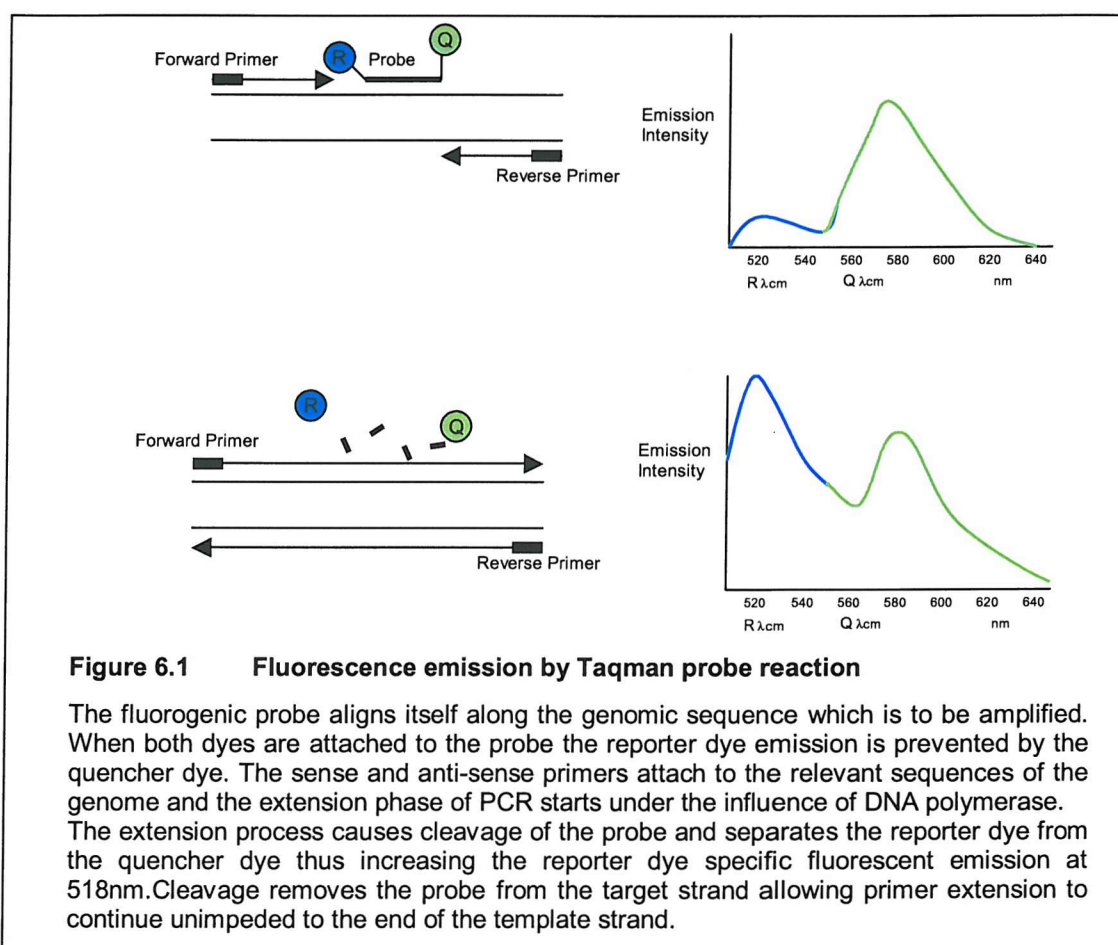 Forward Primer
R
Probe
Q
Reverse Primer
Emission
Intensity
520 540 560 580 600 620 640
R λcm Q λcm nm
R
Q
Forward Primer
Reverse Primer
Emission
Intensity
520 540 560 580 600 620 640
R λcm Q λcm nm
Figure 6.1 Fluorescence emission by Taqman probe reaction
The fluorogenic probe aligns itself along the genomic sequence which is to be amplified.
When both dyes are attached to the probe the reporter dye emission is prevented by the
quencher dye. The sense and anti-sense primers attach to the relevant sequences of the
genome and the extension phase of PCR starts under the influence of DNA polymerase.
The extension process causes cleavage of the probe and separates the reporter dye from
the quencher dye thus increasing the reporter dye specific fluorescent emission at
518nm.Cleavage removes the probe from the target strand allowing primer extension to
continue unimpeded to the end of the template strand.